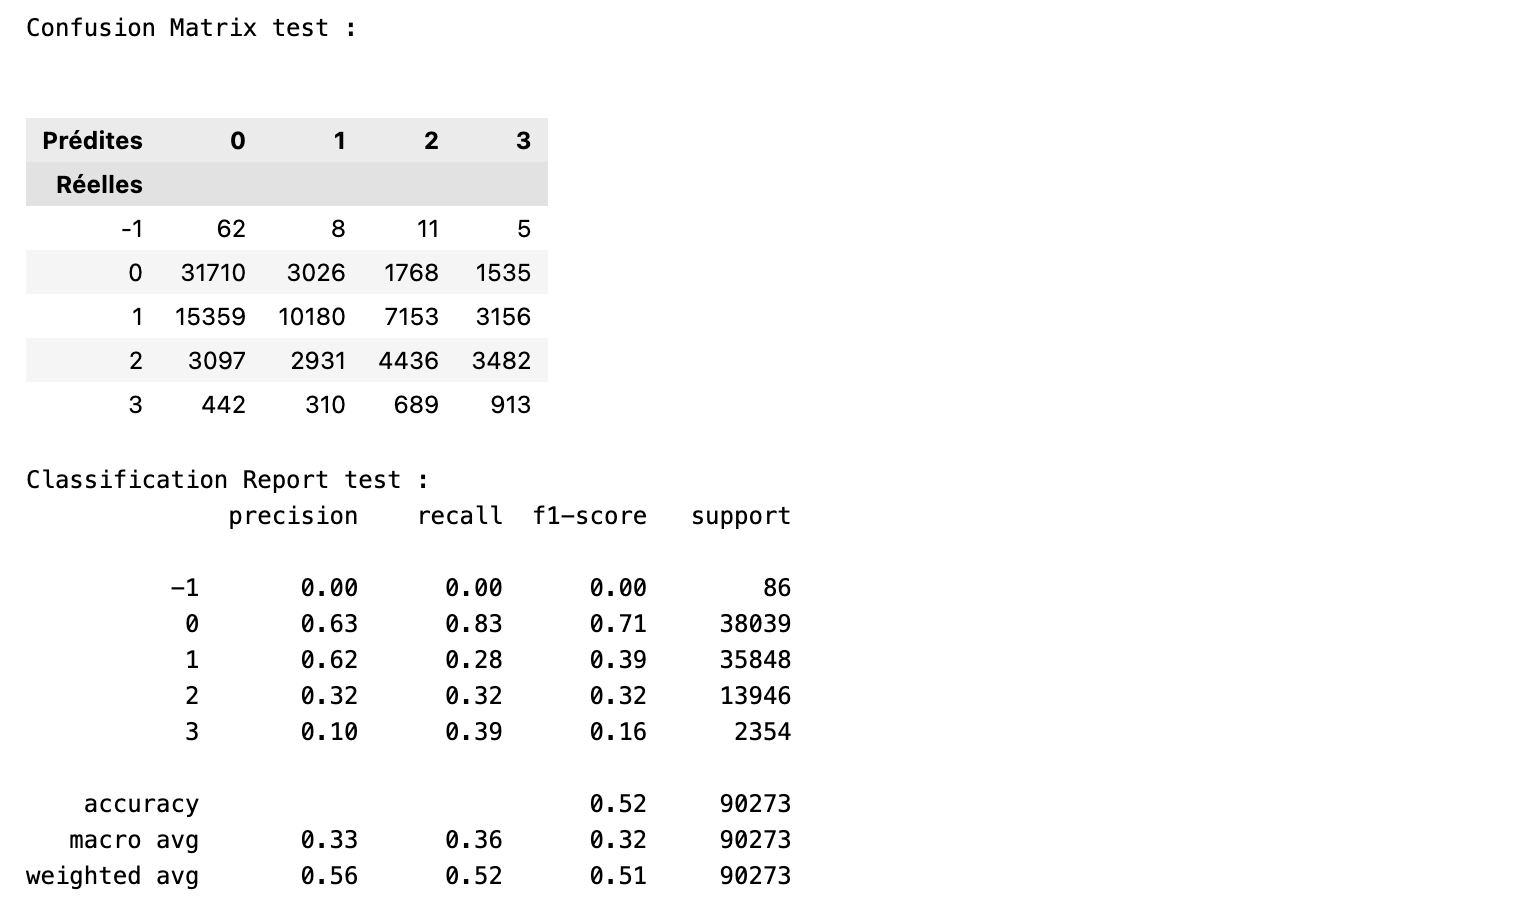 Confusion Matrix test :
Prédites 0 1 2 3
Réelles
-1 62 8 11 5
0 31710 3026 1768 1535
1 15359 10180 7153 3156
2 3097 2931 4436 3482
3 442 310 689 913
Classification Report test :
precision recall f1-score support
-1 0.00 0.00 0.00 86
0 0.63 0.83 0.71 38039
1 0.62 0.28 0.39 35848
2 0.32 0.32 0.32 13946
3 0.10 0.39 0.16 2354
accuracy 0.52 90273
macro avg 0.33 0.36 0.32 90273
weighted avg 0.56 0.52 0.51 90273